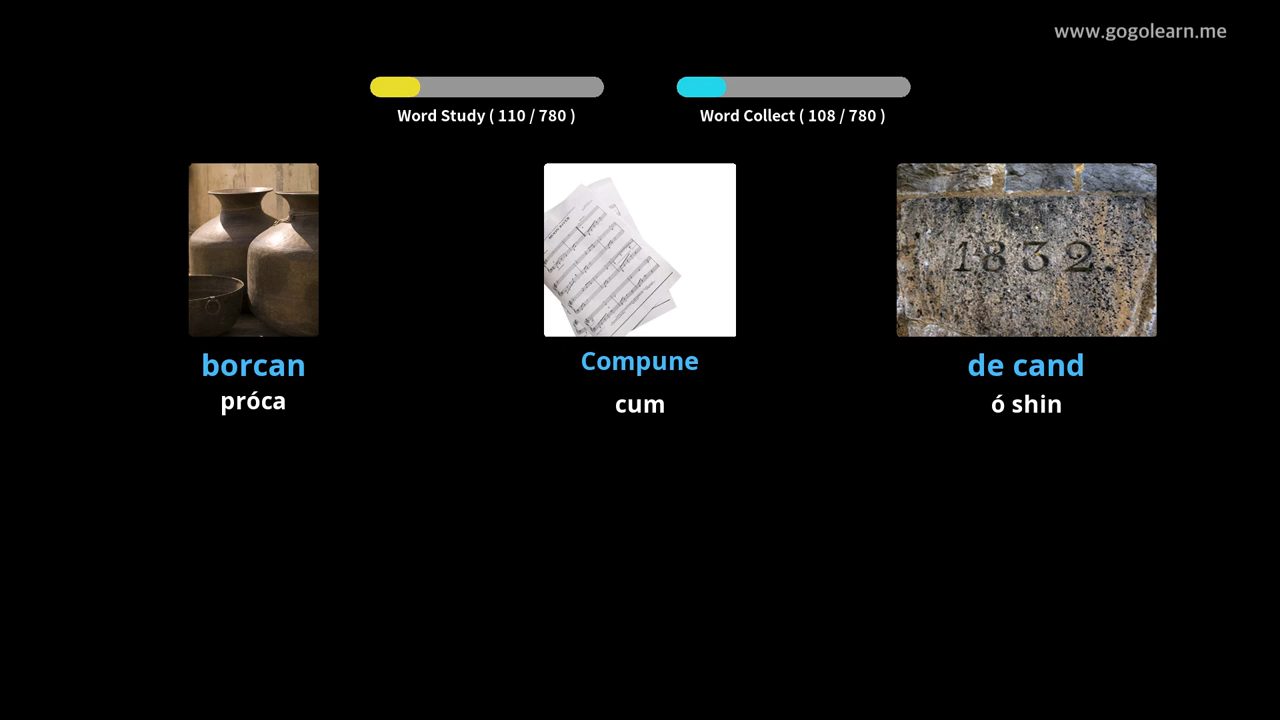 www.gogolearn.me
Word Study ( 110 / 780 )
Word Collect ( 108 / 780 )
1832.
borcan
Compune
de cand
próca
cum
ó shin